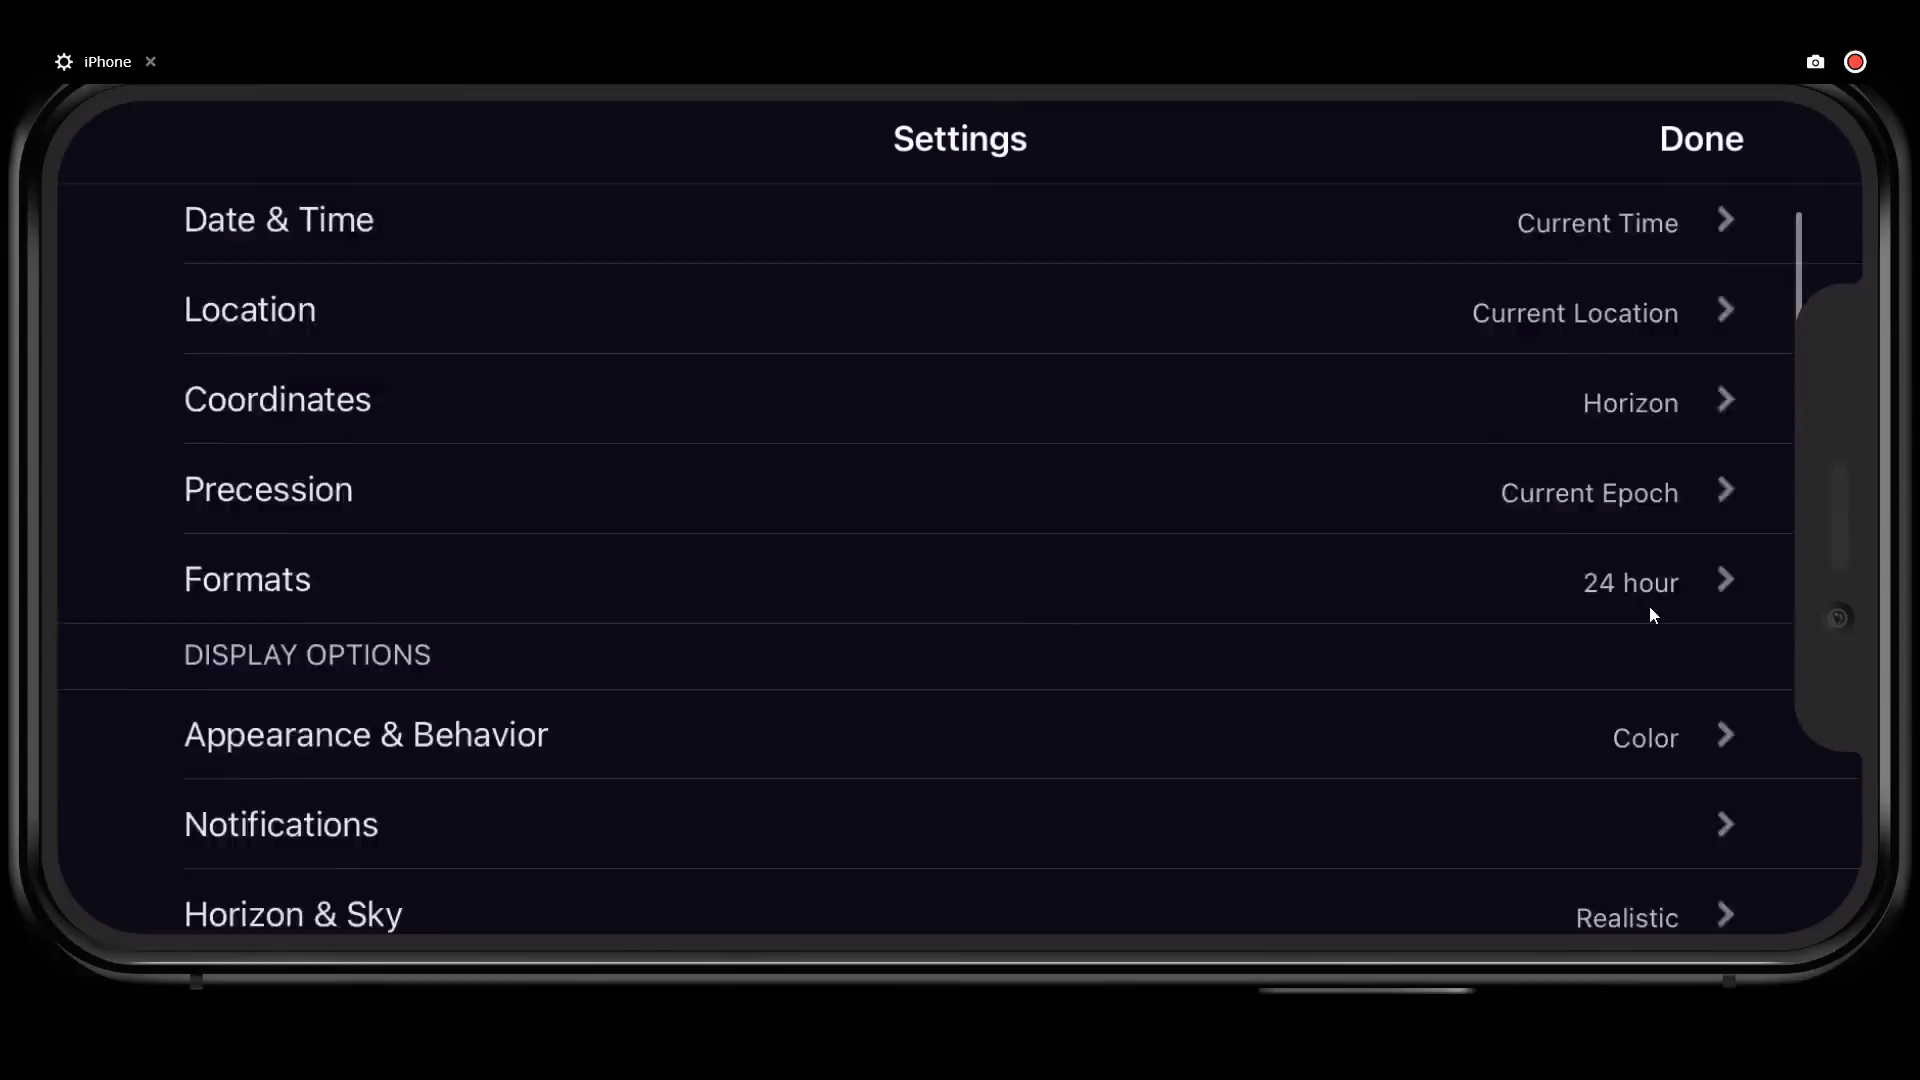 iPhone
Settings
Done
Date & Time
Current Time
Location
Current Location
Coordinates
Horizon
Precession
Current Epoch
Formats
24 hour
DISPLAY OPTIONS
Appearance & Behavior
Color
Notifications
Horizon & Sky
Realistic